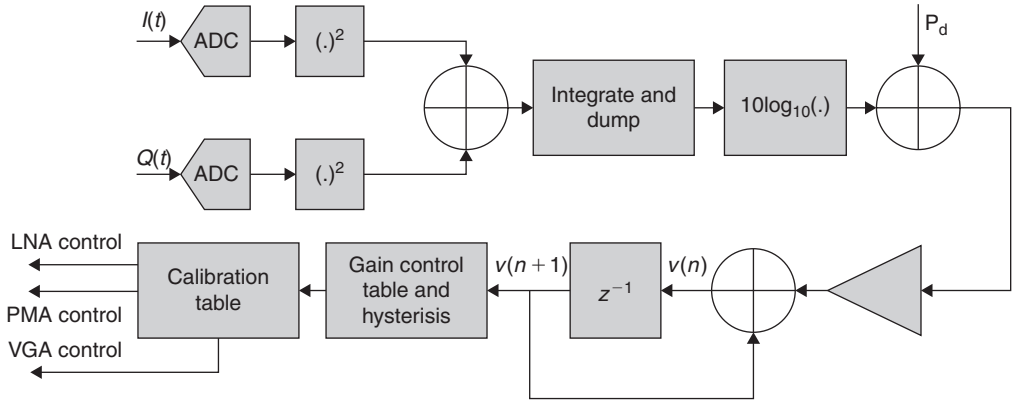 I(t)
ADC
(.)²
P_d
Integrate and
dump
10log₁₀(.)
Q(t)
ADC
(.)²
LNA control
PMA control
VGA control
Calibration
table
Gain control
table and
hysterisis
v(n + 1)
z⁻¹
v(n)